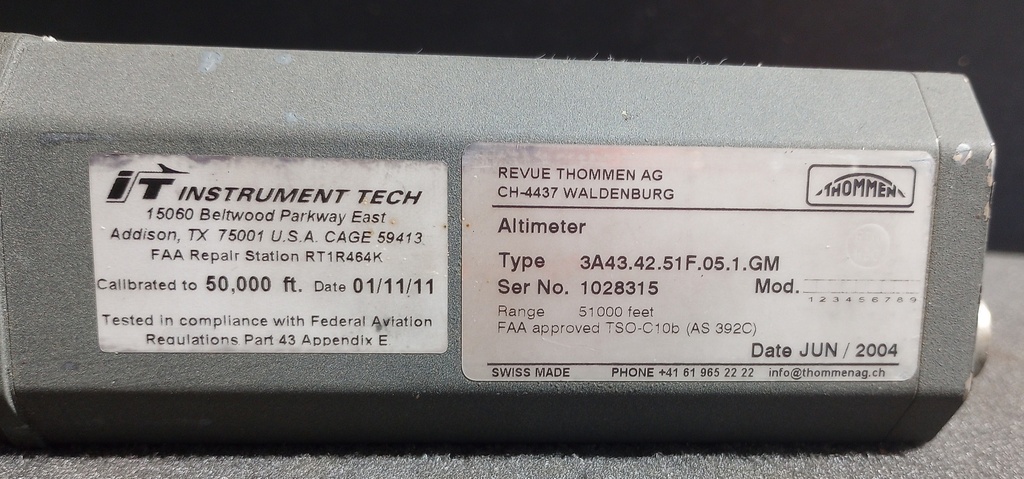 iT INSTRUMENT TECH
15060 Beltwood Parkway East
Addison, TX 75001 U.S.A. CAGE 59413
FAA Repair Station RT1R464K
Calibrated to 50,000 ft. Date 01/11/11
Tested in compliance with Federal Aviation
Regulations Part 43 Appendix E
REVUE THOMMEN AG
CH-4437 WALDENBURG
THOMMEN
Altimeter
Type 3A43.42.51F.05.1.GM
Ser No. 1028315 Mod.
1 2 3 4 5 6 7 8 9
Range 51000 feet
FAA approved TSO-C10b (AS 392C)
Date JUN / 2004
SWISS MADE PHONE +41 61 965 22 22 info@thommenag.ch